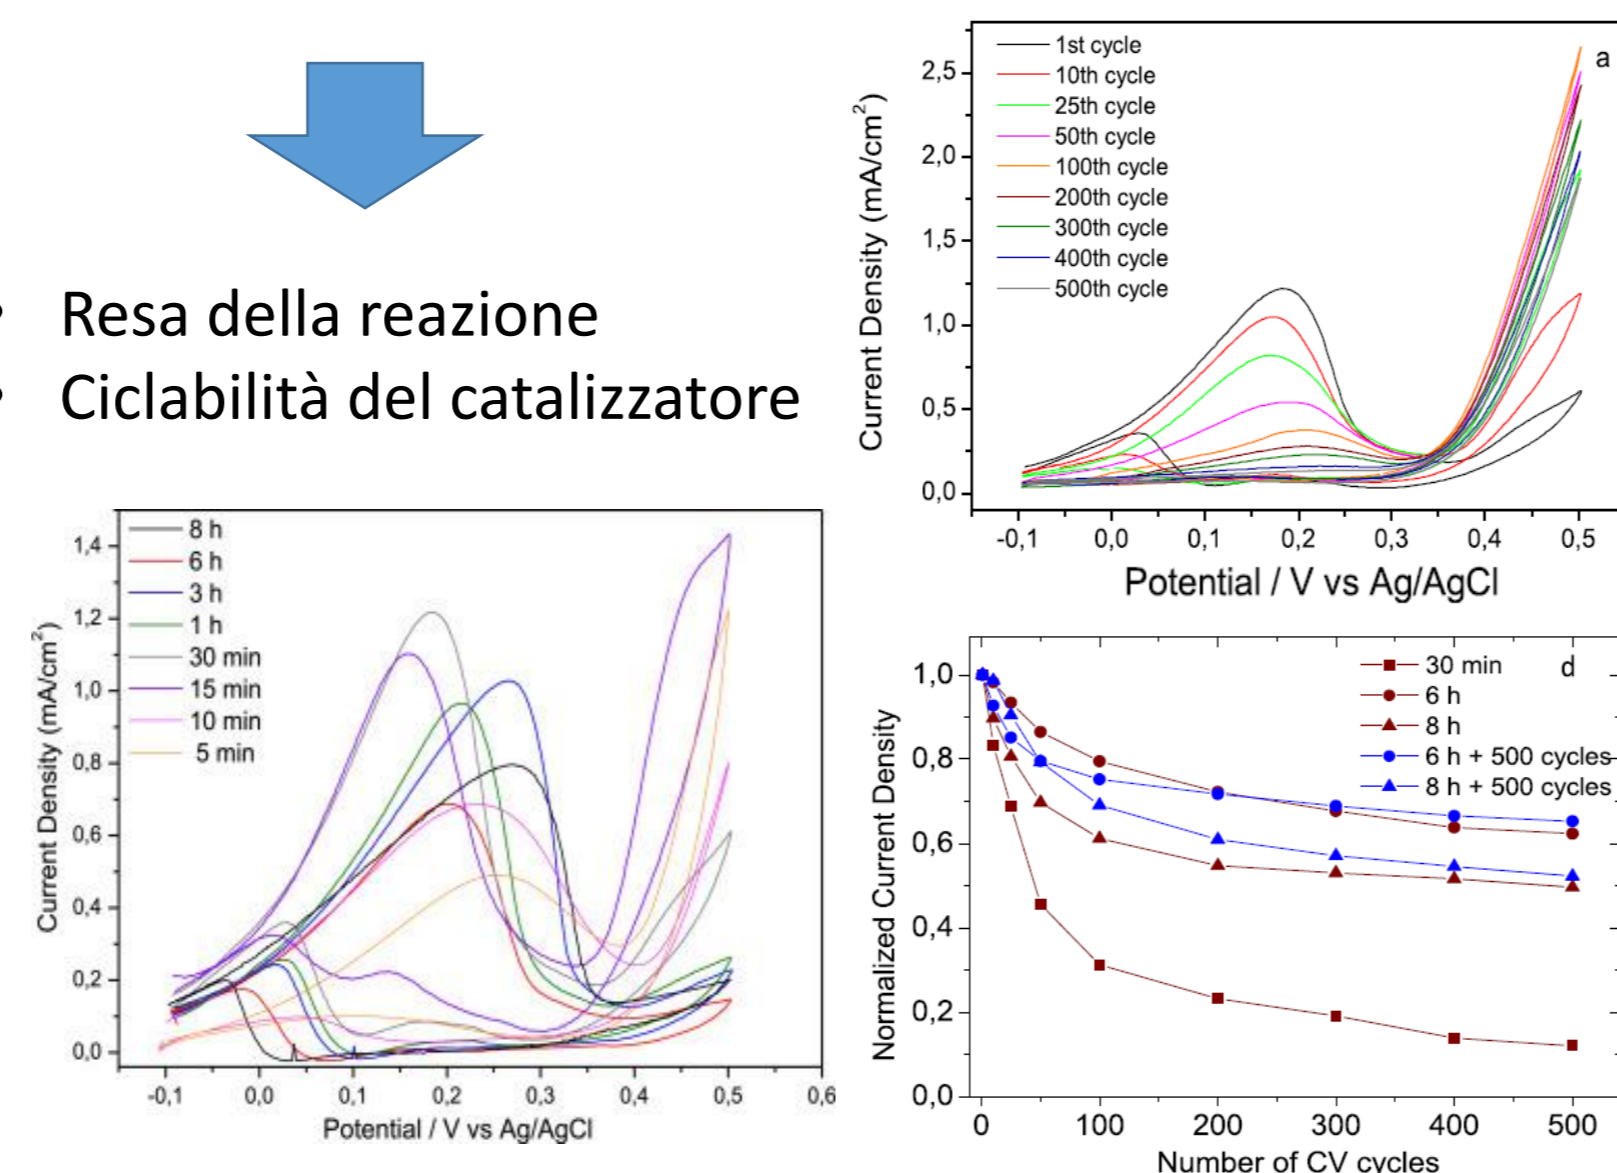 • Resa della reazione
• Ciclabilità del catalizzatore
a
1st cycle
10th cycle
25th cycle
50th cycle
100th cycle
200th cycle
300th cycle
400th cycle
500th cycle
Current Density (mA/cm²)
2,5
2,0
1,5
1,0
0,5
0,0
-0,1 0,0 0,1 0,2 0,3 0,4 0,5
Potential / V vs Ag/AgCl
8 h
6 h
3 h
1 h
30 min
15 min
10 min
5 min
Current Density (mA/cm²)
1,4
1,2
1,0
0,8
0,6
0,4
0,2
0,0
-0,1 0,0 0,1 0,2 0,3 0,4 0,5 0,6
Potential / V vs Ag/AgCl
d
30 min
6 h
8 h
6 h + 500 cycles
8 h + 500 cycles
Normalized Current Density
1,0
0,8
0,6
0,4
0,2
0,0
0 100 200 300 400 500
Number of CV cycles